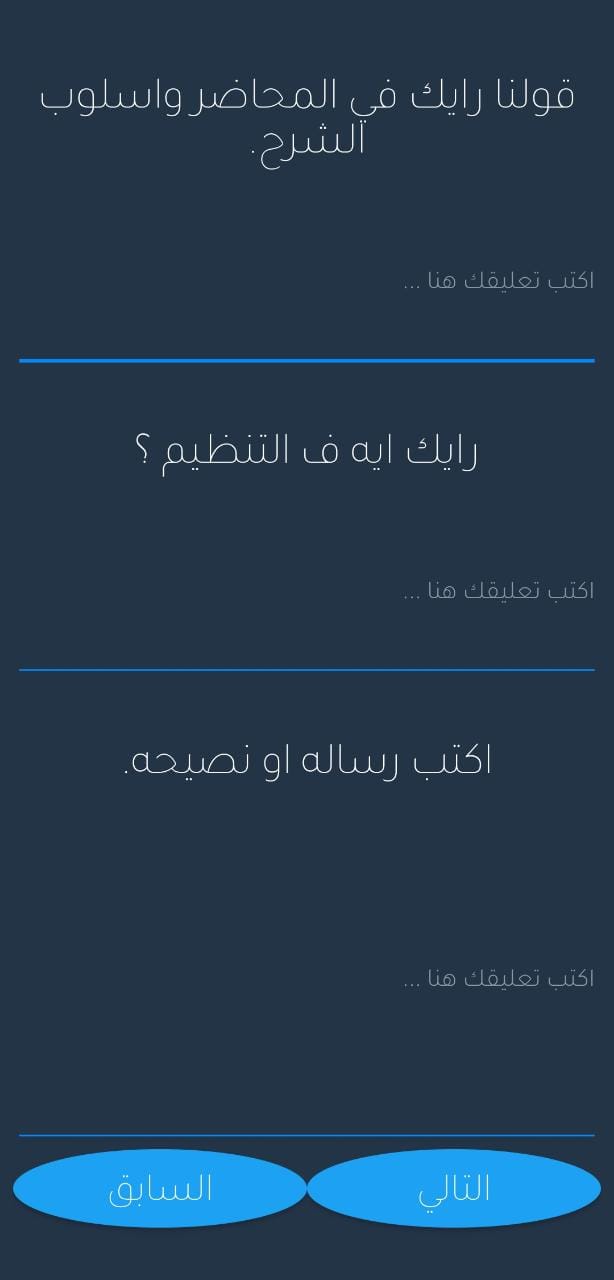 قولنا رايك في المحاضر واسلوب
الشرح.
اكتب تعليقك هنا ...
رايك ايه ف التنظيم ؟
اكتب تعليقك هنا ...
اكتب رساله او نصيحه.
اكتب تعليقك هنا ...
التالي
السابق